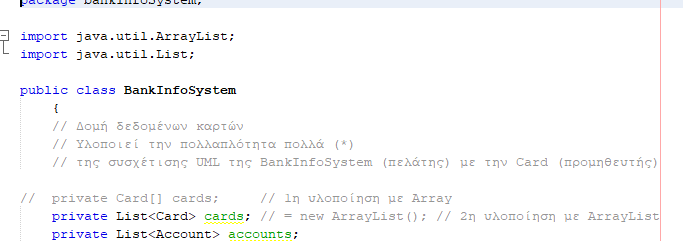 package bankInfoSystem;
import java.util.ArrayList;
import java.util.List;
public class BankInfoSystem
{
// Δομή δεδομένων καρτών
// Υλοποιεί την πολλαπλότητα πολλά (*)
// της συσχέτισης UML της BankInfoSystem (πελάτης) με την Card (προμηθευτής)
// private Card[] cards; // 1η υλοποίηση με Array
private List<Card> cards; // = new ArrayList(); // 2η υλοποίηση με ArrayList
private List<Account> accounts;